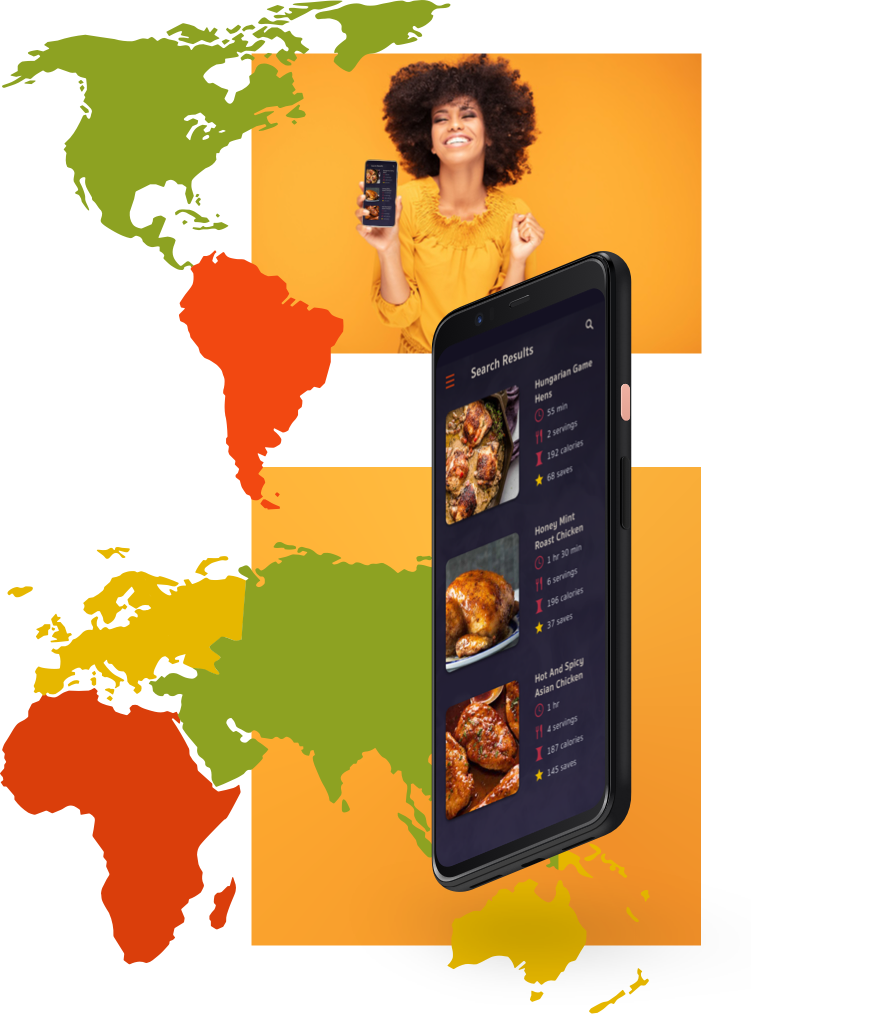 Search Results
Hungarian Game
Hens
55 min
2 servings
192 calories
68 saves
Honey Mint
Roast Chicken
1 hr 30 min
6 servings
196 calories
37 saves
Hot And Spicy
Asian Chicken
1 hr
4 servings
187 calories
145 saves